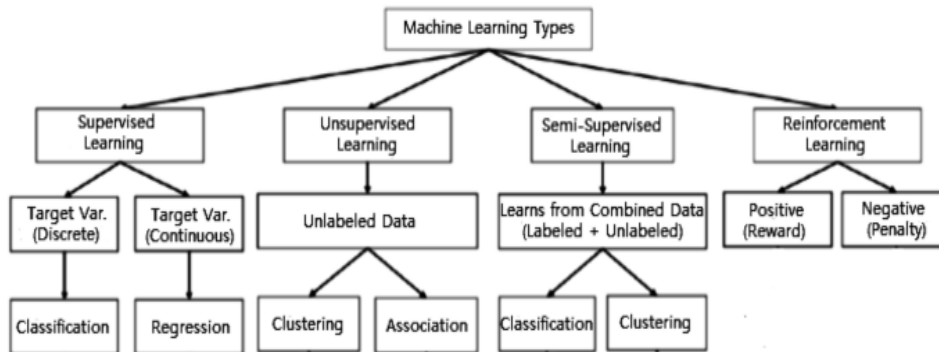 Machine Learning Types
Supervised
Learning
Unsupervised
Learning
Semi-Supervised
Learning
Reinforcement
Learning
Target Var.
(Discrete)
Target Var.
(Continuous)
Unlabeled Data
Learns from Combined Data
(Labeled + Unlabeled)
Positive
(Reward)
Negative
(Penalty)
Classification
Regression
Clustering
Association
Classification
Clustering